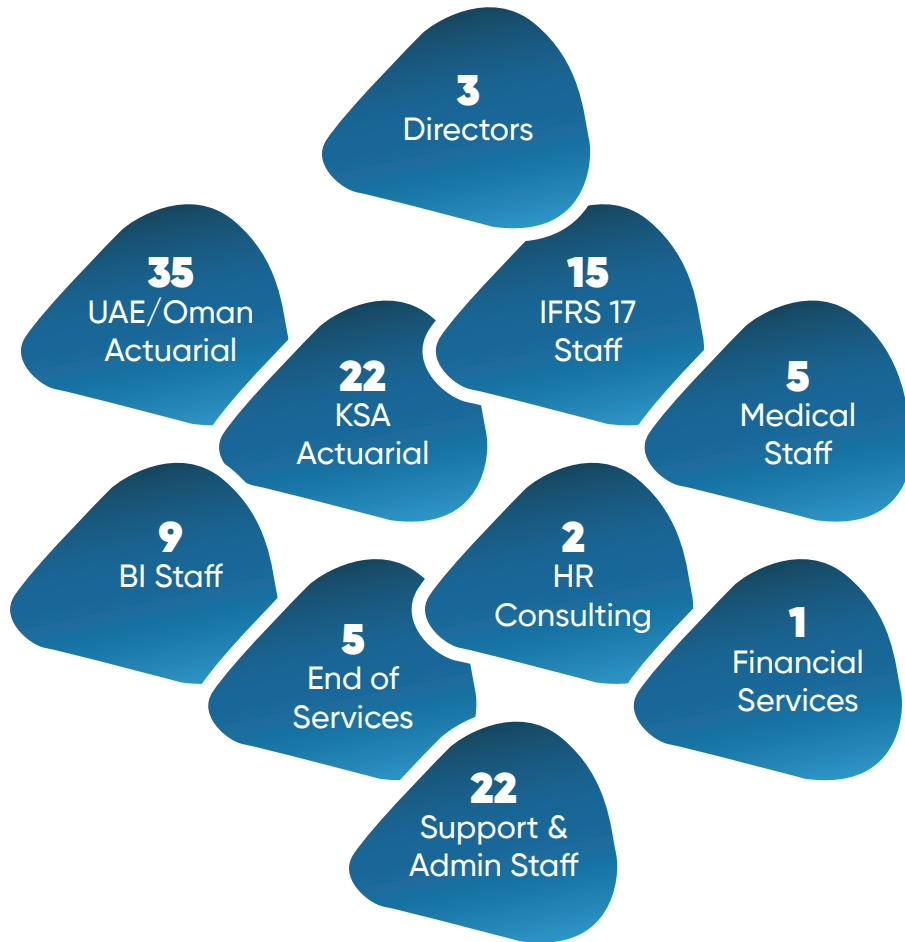 3
Directors
35
UAE/Oman
Actuarial
15
IFRS 17
Staff
22
KSA
Actuarial
5
Medical
Staff
9
BI Staff
2
HR
Consulting
5
End of
Services
1
Financial
Services
22
Support &
Admin Staff